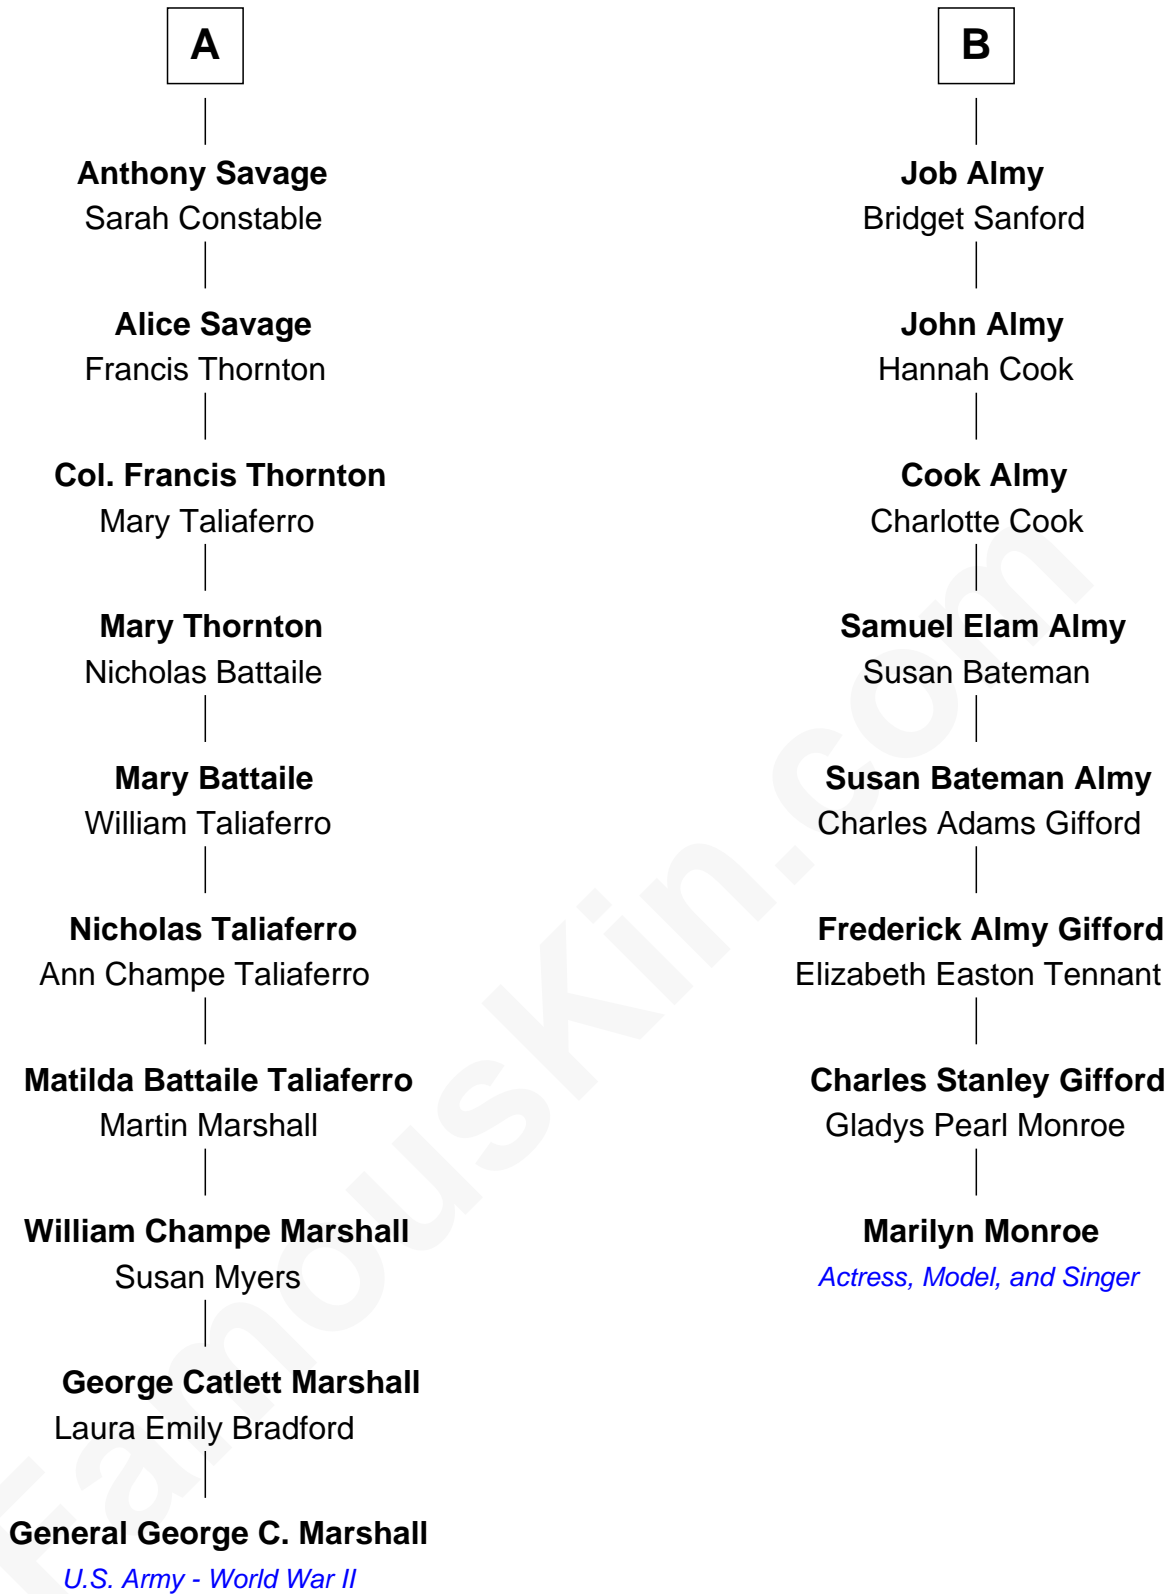 A
Anthony Savage
Sarah Constable
Alice Savage
Francis Thornton
Col. Francis Thornton
Mary Taliaferro
Mary Thornton
Nicholas Battaile
Mary Battaile
William Taliaferro
Nicholas Taliaferro
Ann Champe Taliaferro
Matilda Battaile Taliaferro
Martin Marshall
William Champe Marshall
Susan Myers
George Catlett Marshall
Laura Emily Bradford
General George C. Marshall
U.S. Army - World War II
B
Job Almy
Bridget Sanford
John Almy
Hannah Cook
Cook Almy
Charlotte Cook
Samuel Elam Almy
Susan Bateman
Susan Bateman Almy
Charles Adams Gifford
Frederick Almy Gifford
Elizabeth Easton Tennant
Charles Stanley Gifford
Gladys Pearl Monroe
Marilyn Monroe
Actress, Model, and Singer
FamousKin.com